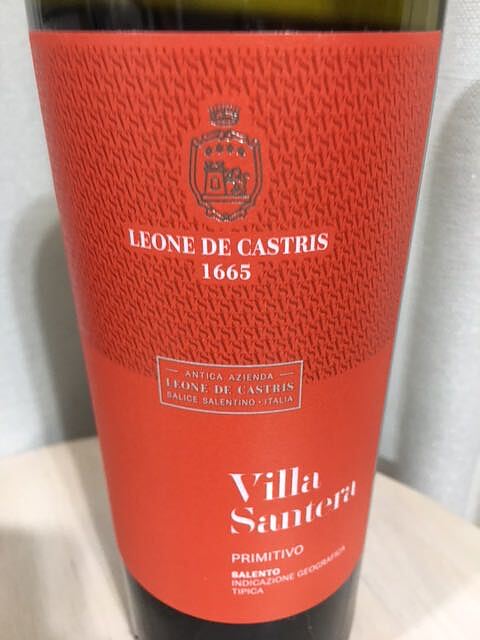 LEONE DE CASTRIS
1665
ANTICA AZIENDA
LEONE DE CASTRIS
SALICE SALENTINO • ITALIA
Villa
Santera
PRIMITIVO
SALENTO
INDICAZIONE GEOGRAFICA
TIPICA